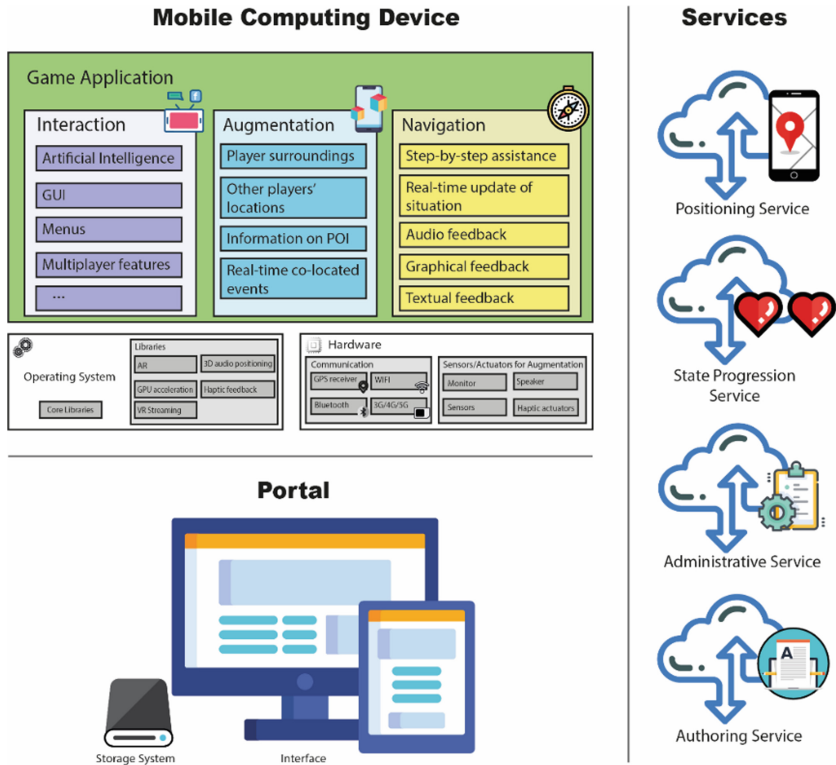 Mobile Computing Device
Game Application
Interaction
Artificial Intelligence
GUI
Menus
Multiplayer features
...
Augmentation
Player surroundings
Other players'
locations
Information on POI
Real-time co-located
events
Navigation
Step-by-step assistance
Real-time update of
situation
Audio feedback
Graphical feedback
Textual feedback
Operating System
Core Libraries
Libraries
AR
3D audio positioning
GPU acceleration
Haptic feedback
VR Streaming
Hardware
Communication
GPS receiver
WIFI
Bluetooth
3G/4G/5G
Sensors/Actuators for Augmentation
Monitor
Speaker
Sensors
Haptic actuators
Portal
Storage System
Interface
Services
Positioning Service
State Progression
Service
Administrative Service
A
Authoring Service